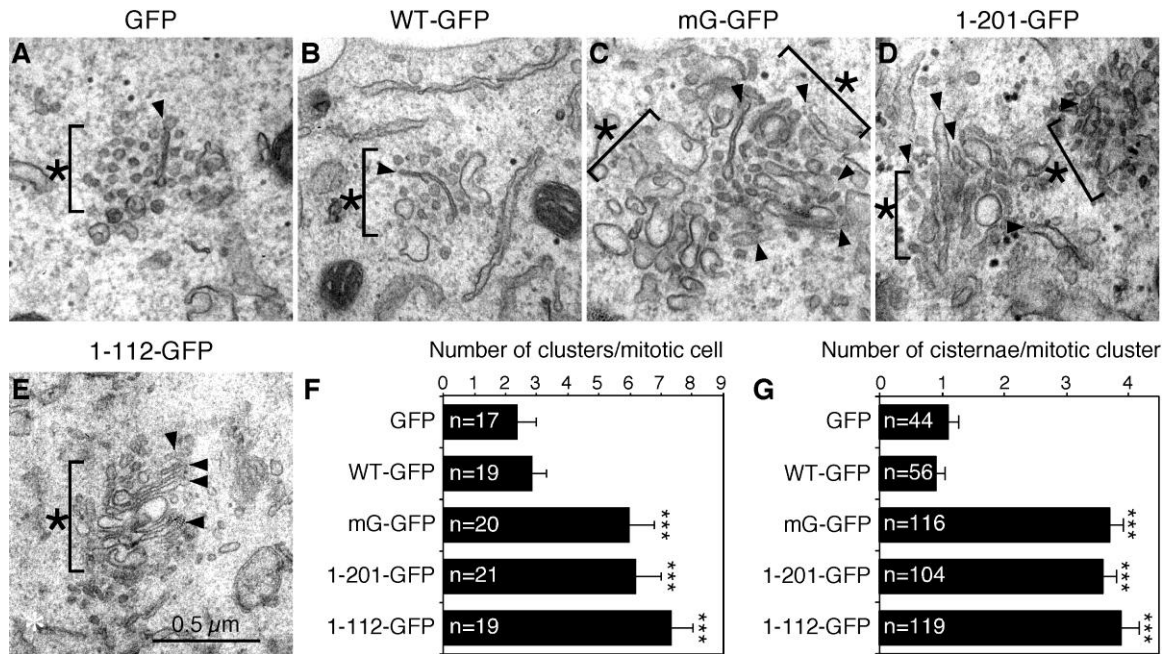 GFP WT-GFP mG-GFP 1-201-GFP
A * B * C * * D * *
1-112-GFP
E * 0.5 µm
F Number of clusters/mitotic cell
0 1 2 3 4 5 6 7 8 9
GFP n=17
WT-GFP n=19
mG-GFP n=20 ***
1-201-GFP n=21 ***
1-112-GFP n=19 ***
G Number of cisternae/mitotic cluster
0 1 2 3 4
GFP n=44
WT-GFP n=56
mG-GFP n=116 ***
1-201-GFP n=104 ***
1-112-GFP n=119 ***